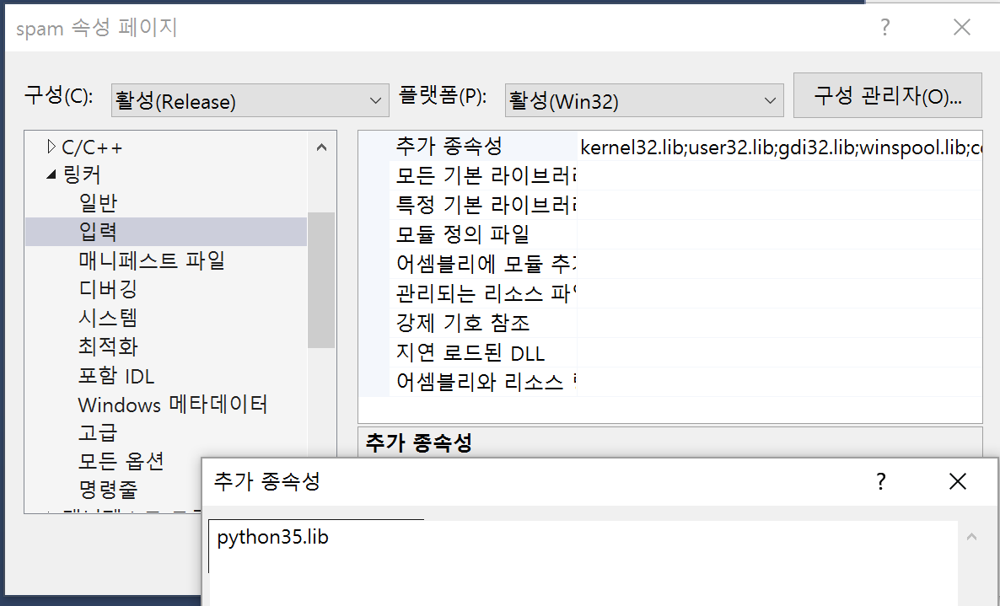 spam 속성 페이지
구성(C): 활성(Release) 플랫폼(P): 활성(Win32) 구성 관리자(O)...
C/C++
링커
일반
입력
매니페스트 파일
디버깅
시스템
최적화
포함 IDL
Windows 메타데이터
고급
모든 옵션
명령줄
추가 종속성 kernel32.lib;user32.lib;gdi32.lib;winspool.lib;co
모든 기본 라이브러리
특정 기본 라이브러리
모듈 정의 파일
어셈블리에 모듈 추가
관리되는 리소스 파일
강제 기호 참조
지연 로드된 DLL
어셈블리와 리소스
추가 종속성
추가 종속성
python35.lib